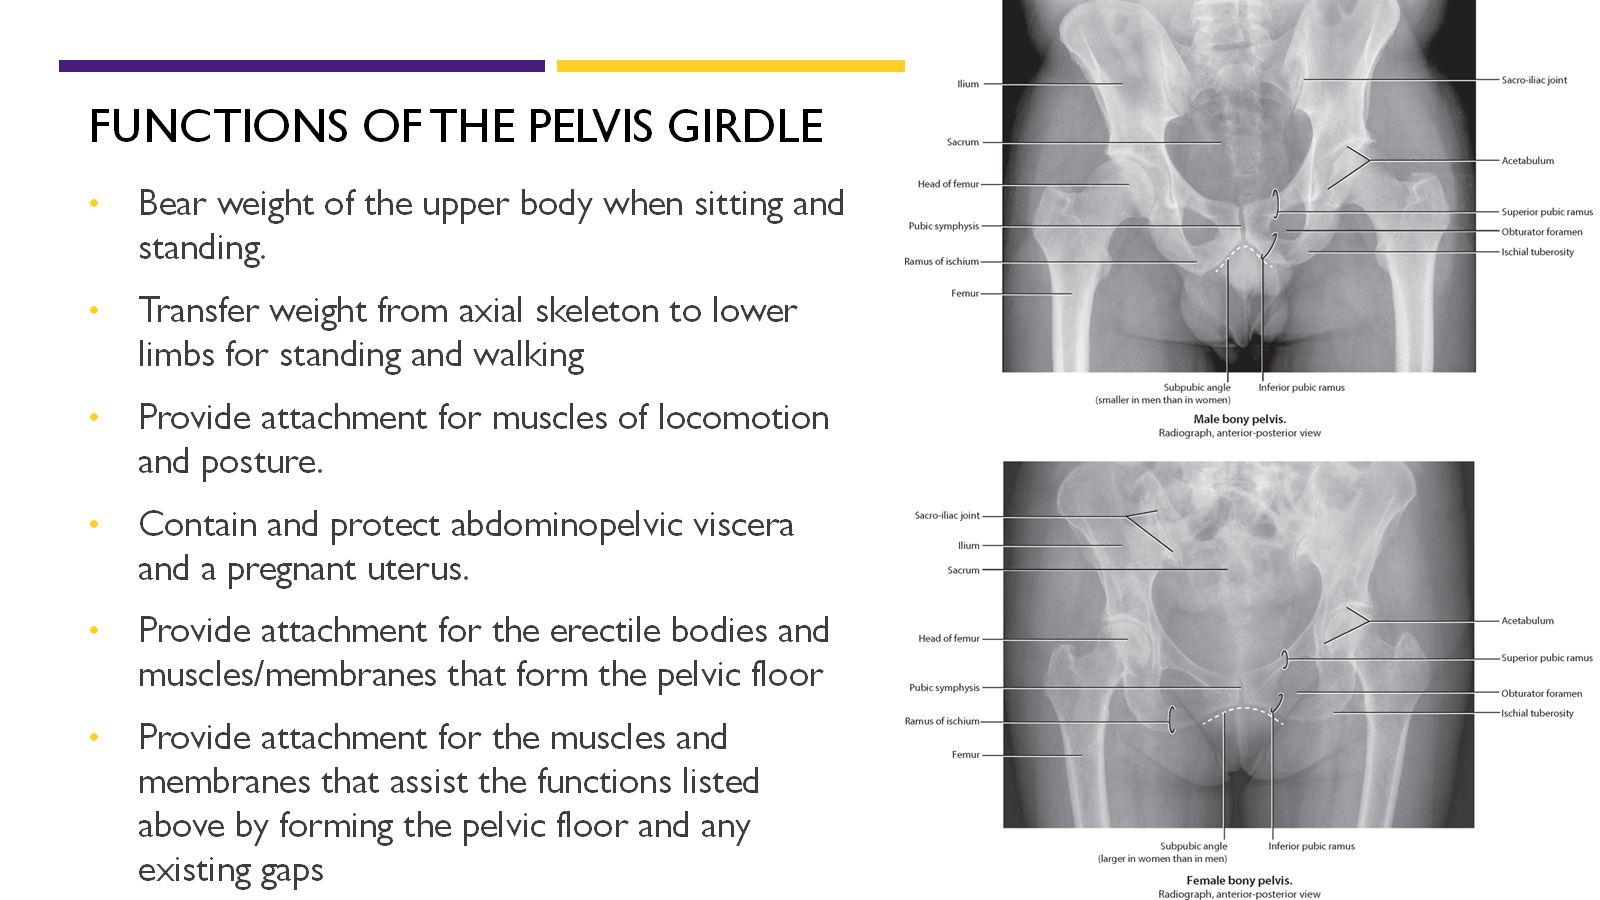 FUNCTIONS OF THE PELVIS GIRDLE
• Bear weight of the upper body when sitting and
standing.
• Transfer weight from axial skeleton to lower
limbs for standing and walking
• Provide attachment for muscles of locomotion
and posture.
• Contain and protect abdominopelvic viscera
and a pregnant uterus.
• Provide attachment for the erectile bodies and
muscles/membranes that form the pelvic floor
• Provide attachment for the muscles and
membranes that assist the functions listed
above by forming the pelvic floor and any
existing gaps
Ilium
Sacrum
Head of femur
Pubic symphysis
Ramus of ischium
Femur
Sacro-iliac joint
Acetabulum
Superior pubic ramus
Obturator foramen
Ischial tuberosity
Subpubic angle
(smaller in men than in women)
Inferior pubic ramus
Male bony pelvis.
Radiograph, anterior-posterior view
Sacro-iliac joint
Ilium
Sacrum
Head of femur
Pubic symphysis
Ramus of ischium
Femur
Acetabulum
Superior pubic ramus
Obturator foramen
Ischial tuberosity
Subpubic angle
(larger in women than in men)
Inferior pubic ramus
Female bony pelvis.
Radiograph, anterior-posterior view